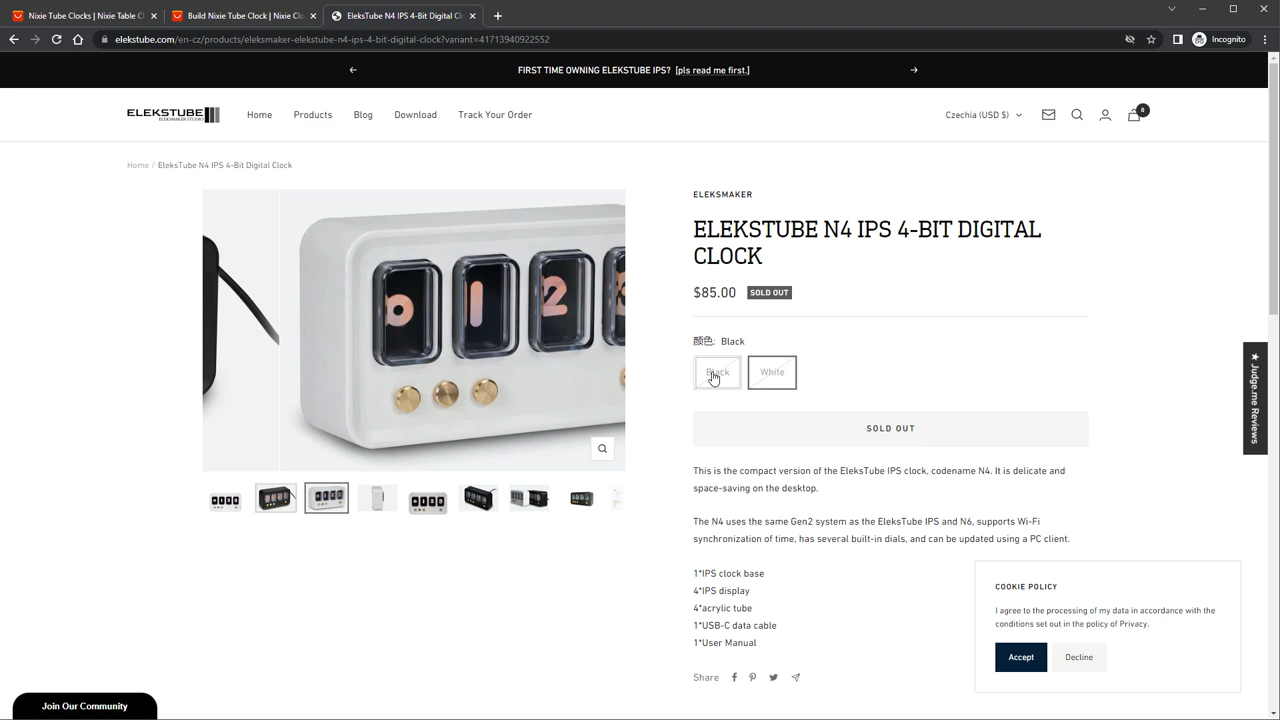 Nixie Tube Clocks | Nixie Table Cl
Build Nixie Tube Clock | Nixie Clo
EleksTube N4 IPS 4-Bit Digital Cl
elekstube.com/en-cz/products/eleksmaker-elekstube-n4-ips-4-bit-digital-clock?variant=41713940922552
Incognito
FIRST TIME OWNING ELEKSTUBE IPS? [pls read me first.]
ELEKSTUBE
ELEKSMAKER STUDIO
Home
Products
Blog
Download
Track Your Order
Czechia (USD $)
0
Home / EleksTube N4 IPS 4-Bit Digital Clock
ELEKSMAKER
ELEKSTUBE N4 IPS 4-BIT DIGITAL
CLOCK
$85.00 SOLD OUT
颜色: Black
Black
White
SOLD OUT
0 1 2
★ Judge.me Reviews
This is the compact version of the EleksTube IPS clock, codename N4. It is delicate and
space-saving on the desktop.
The N4 uses the same Gen2 system as the EleksTube IPS and N6, supports Wi-Fi
synchronization of time, has several built-in dials, and can be updated using a PC client.
1*IPS clock base
4*IPS display
4*acrylic tube
1*USB-C data cable
1*User Manual
Share
COOKIE POLICY
I agree to the processing of my data in accordance with the
conditions set out in the policy of Privacy.
Accept
Decline
Join Our Community